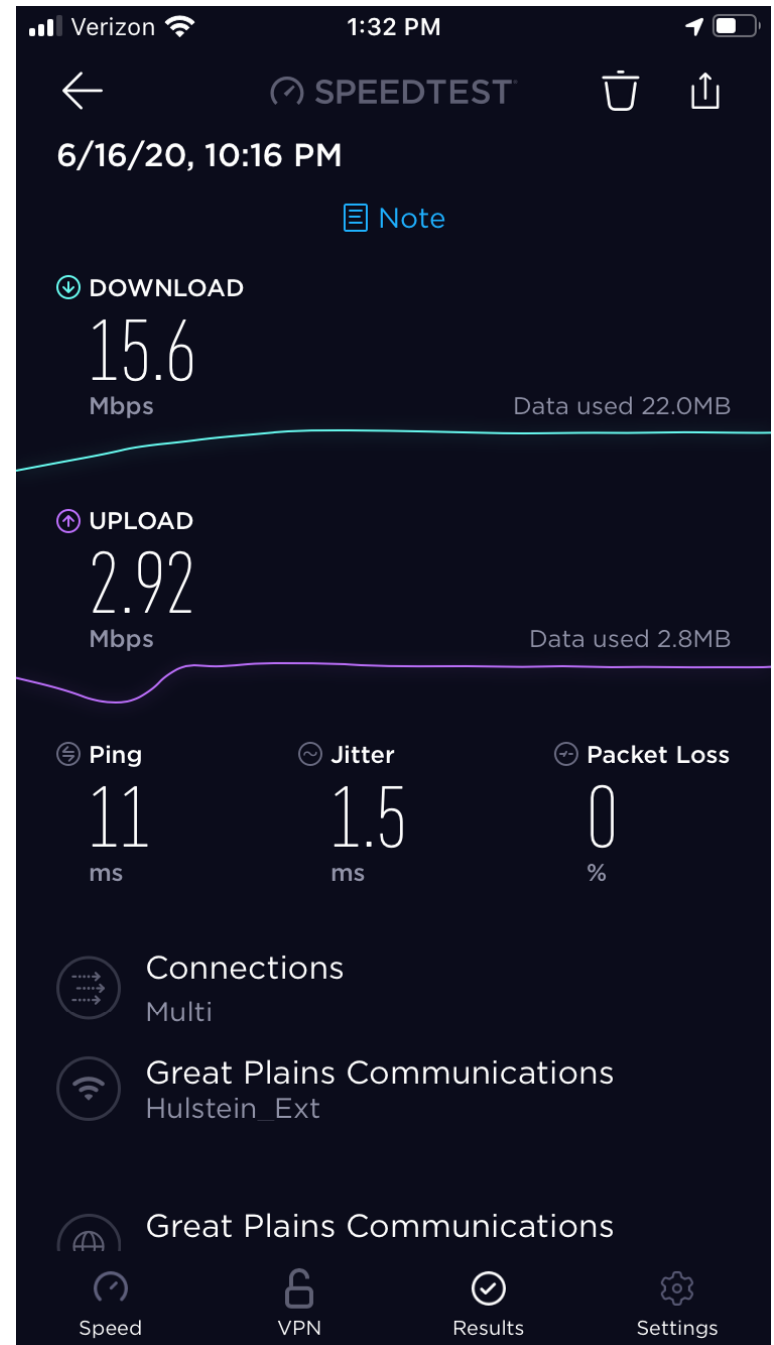 Verizon 1:32 PM
SPEEDTEST
6/16/20, 10:16 PM
Note
DOWNLOAD
15.6
Mbps Data used 22.0MB
UPLOAD
2.92
Mbps Data used 2.8MB
Ping Jitter Packet Loss
11 1.5 0
ms ms %
Connections
Multi
Great Plains Communications
Hulstein_Ext
Great Plains Communications
Speed VPN Results Settings